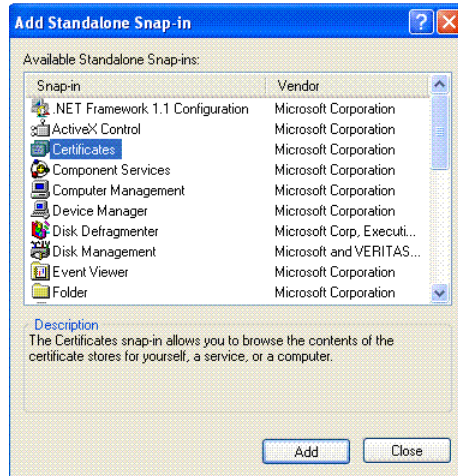 Add Standalone Snap-in
Available Standalone Snap-ins:
Snap-in Vendor
.NET Framework 1.1 Configuration Microsoft Corporation
ActiveX Control Microsoft Corporation
Certificates Microsoft Corporation
Component Services Microsoft Corporation
Computer Management Microsoft Corporation
Device Manager Microsoft Corporation
Disk Defragmenter Microsoft Corp, Executi...
Disk Management Microsoft and VERITAS...
Event Viewer Microsoft Corporation
Folder Microsoft Corporation
Description
The Certificates snap-in allows you to browse the contents of the
certificate stores for yourself, a service, or a computer.
Add Close